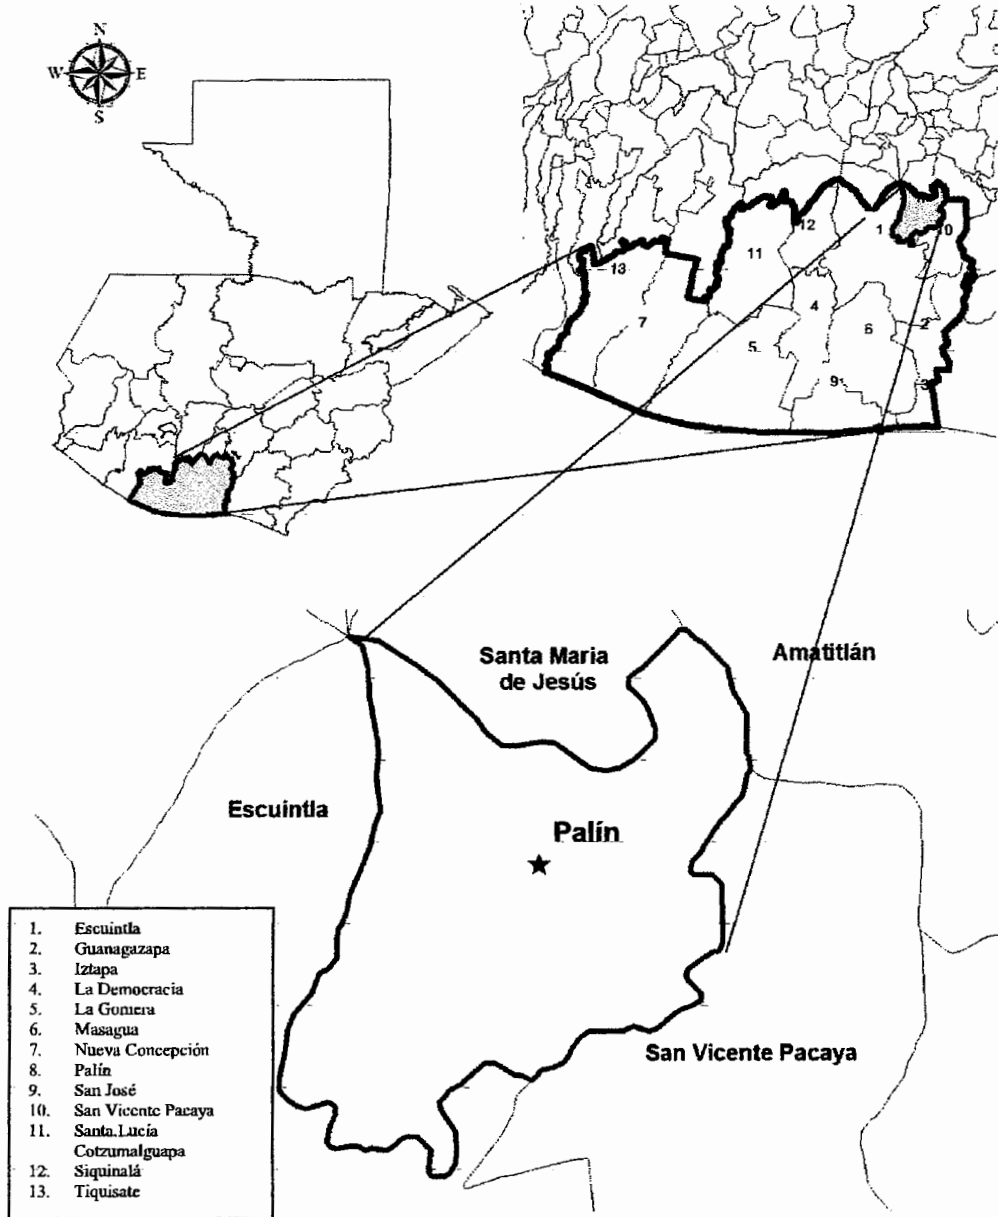 N
W E
S
12
1
10
11
13
4
7
6
2
5
9
3
Santa Maria
de Jesús
Amatitlán
Escuintla
Palín
San Vicente Pacaya
1. Escuintla
2. Guanagazapa
3. Iztapa
4. La Democracia
5. La Gomera
6. Masagua
7. Nueva Concepción
8. Palín
9. San José
10. San Vicente Pacaya
11. Santa Lucía
Cotzumalguapa
12. Siquinalá
13. Tiquisate